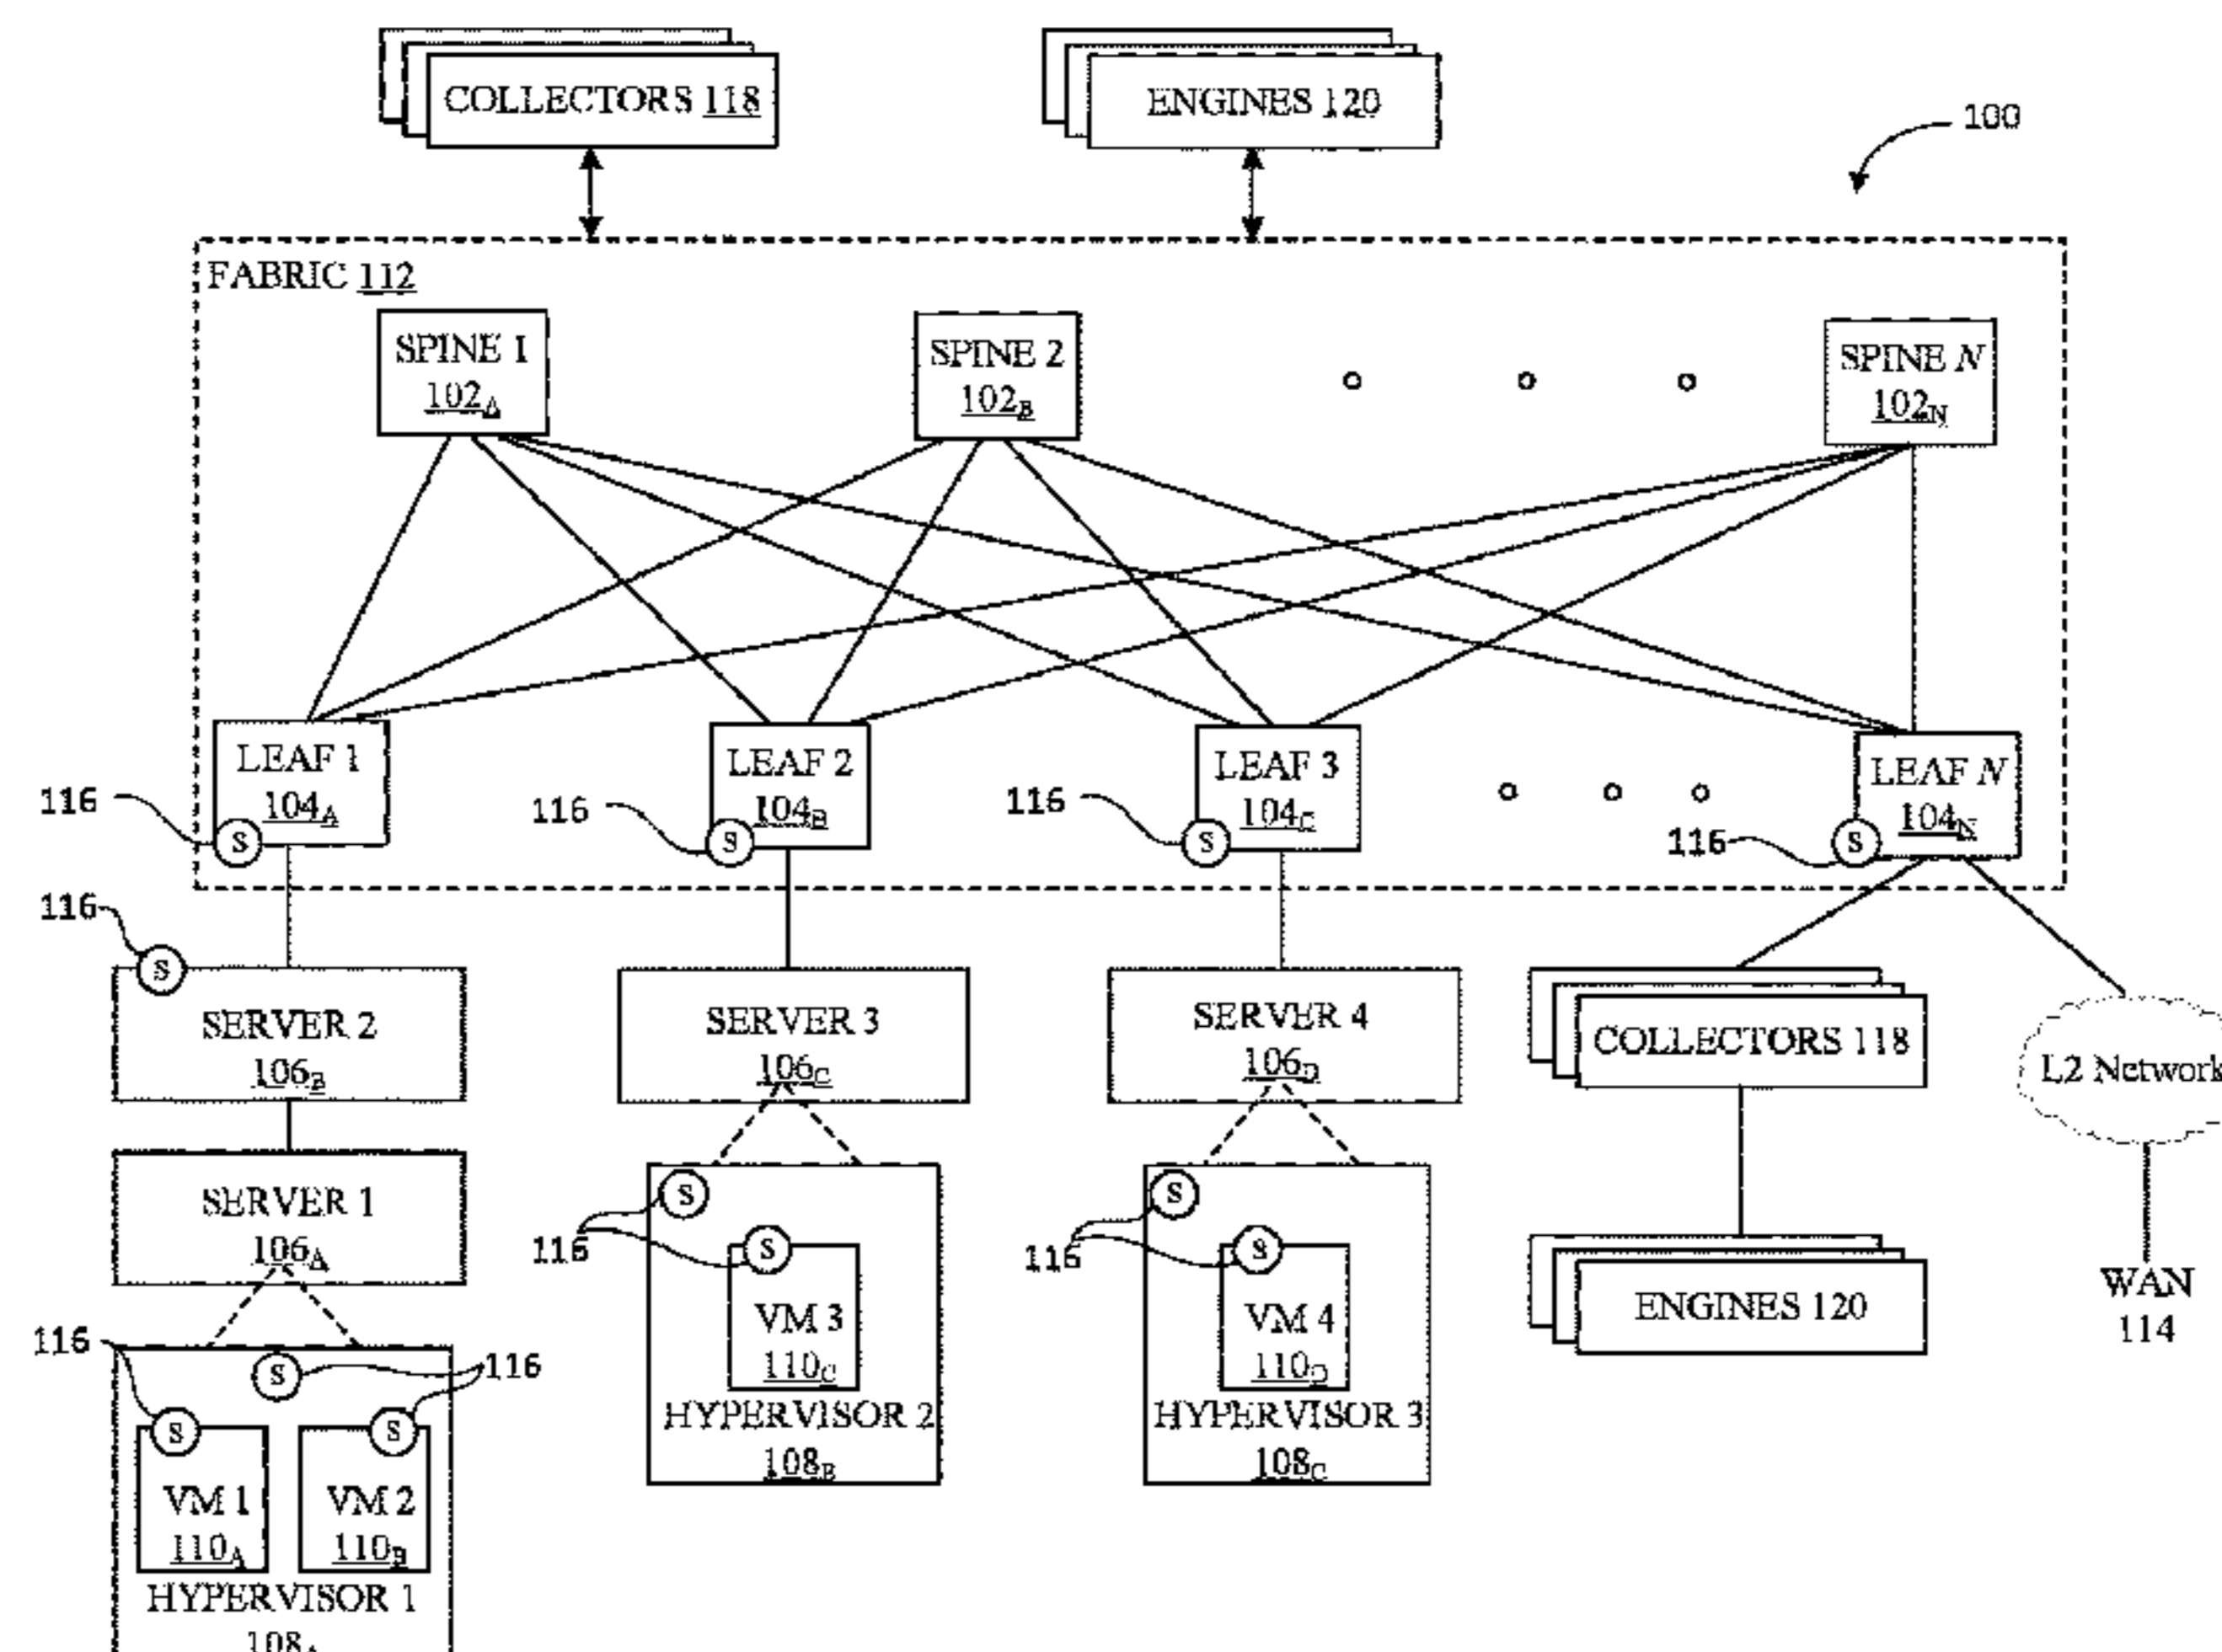 COLLECTORS 118
ENGINES 120
100
FABRIC 112
SPINE 1
102A
SPINE 2
102B
SPINE N
102N
LEAF 1
104A
LEAF 2
104B
LEAF 3
104C
LEAF N
104N
116
S
116
S
116
S
116
S
116
S
SERVER 2
106B
SERVER 3
106C
SERVER 4
106D
COLLECTORS 118
L2 Network
SERVER 1
106A
S
S
116
S
VM 3
110C
HYPERVISOR 2
108B
116
S
VM 4
110D
HYPERVISOR 3
108C
ENGINES 120
WAN
114
116
S
116
S
S
VM 1
110A
VM 2
110B
HYPERVISOR 1
108A